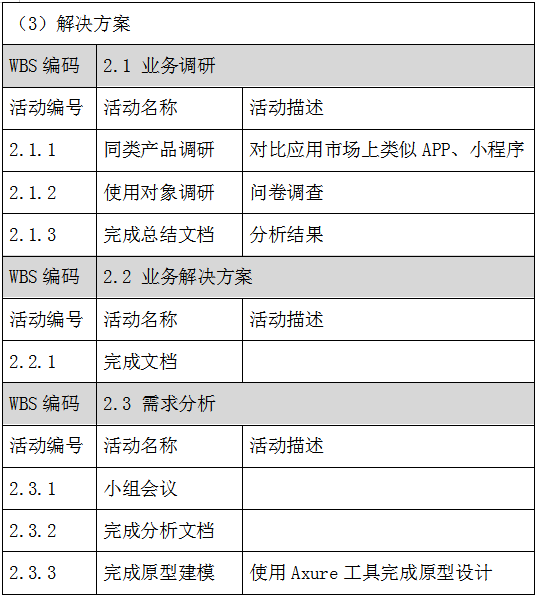 （3）解决方案
WBS 编码 2.1 业务调研
活动编号 活动名称 活动描述
2.1.1 同类产品调研 对比应用市场上类似 APP、小程序
2.1.2 使用对象调研 问卷调查
2.1.3 完成总结文档 分析结果
WBS 编码 2.2 业务解决方案
活动编号 活动名称 活动描述
2.2.1 完成文档
WBS 编码 2.3 需求分析
活动编号 活动名称 活动描述
2.3.1 小组会议
2.3.2 完成分析文档
2.3.3 完成原型建模 使用 Axure 工具完成原型设计